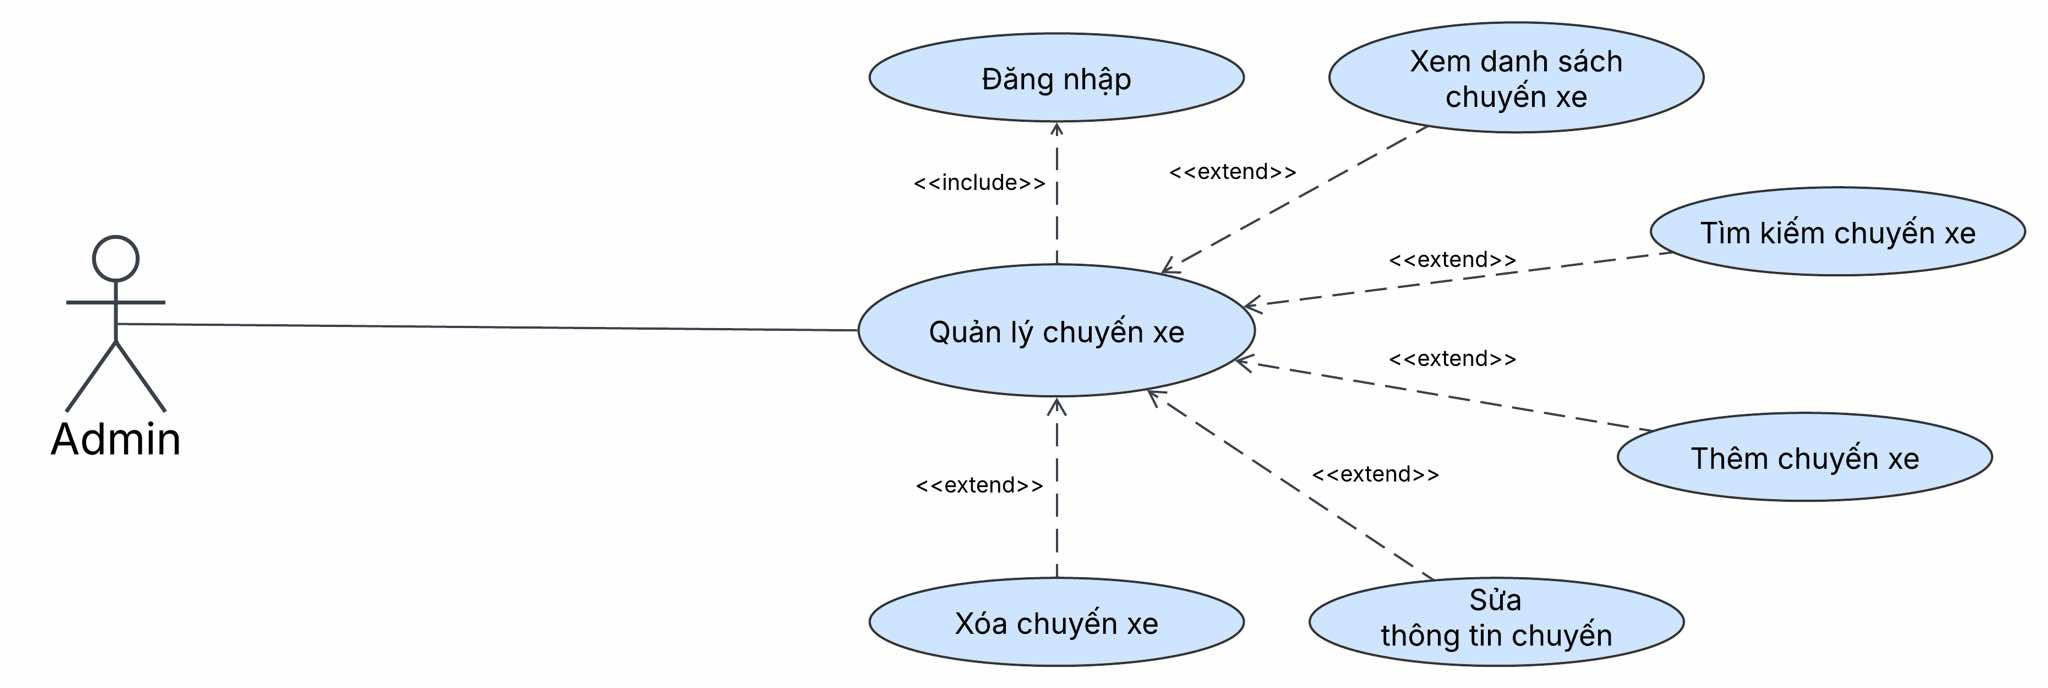 Đăng nhập
Xem danh sách
chuyến xe
<<include>>
<<extend>>
Tìm kiếm chuyến xe
<<extend>>
Quản lý chuyến xe
<<extend>>
Admin
Thêm chuyến xe
<<extend>>
<<extend>>
Xóa chuyến xe
Sửa
thông tin chuyến